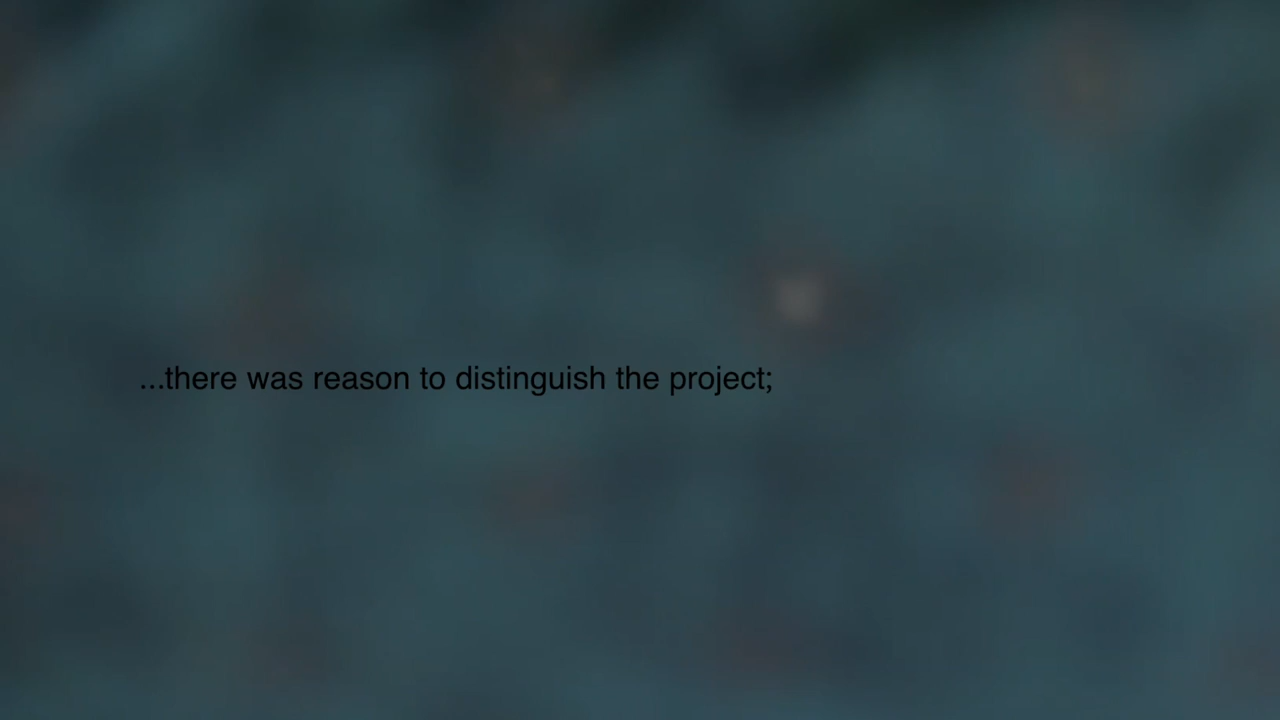 ...there was reason to distinguish the project;